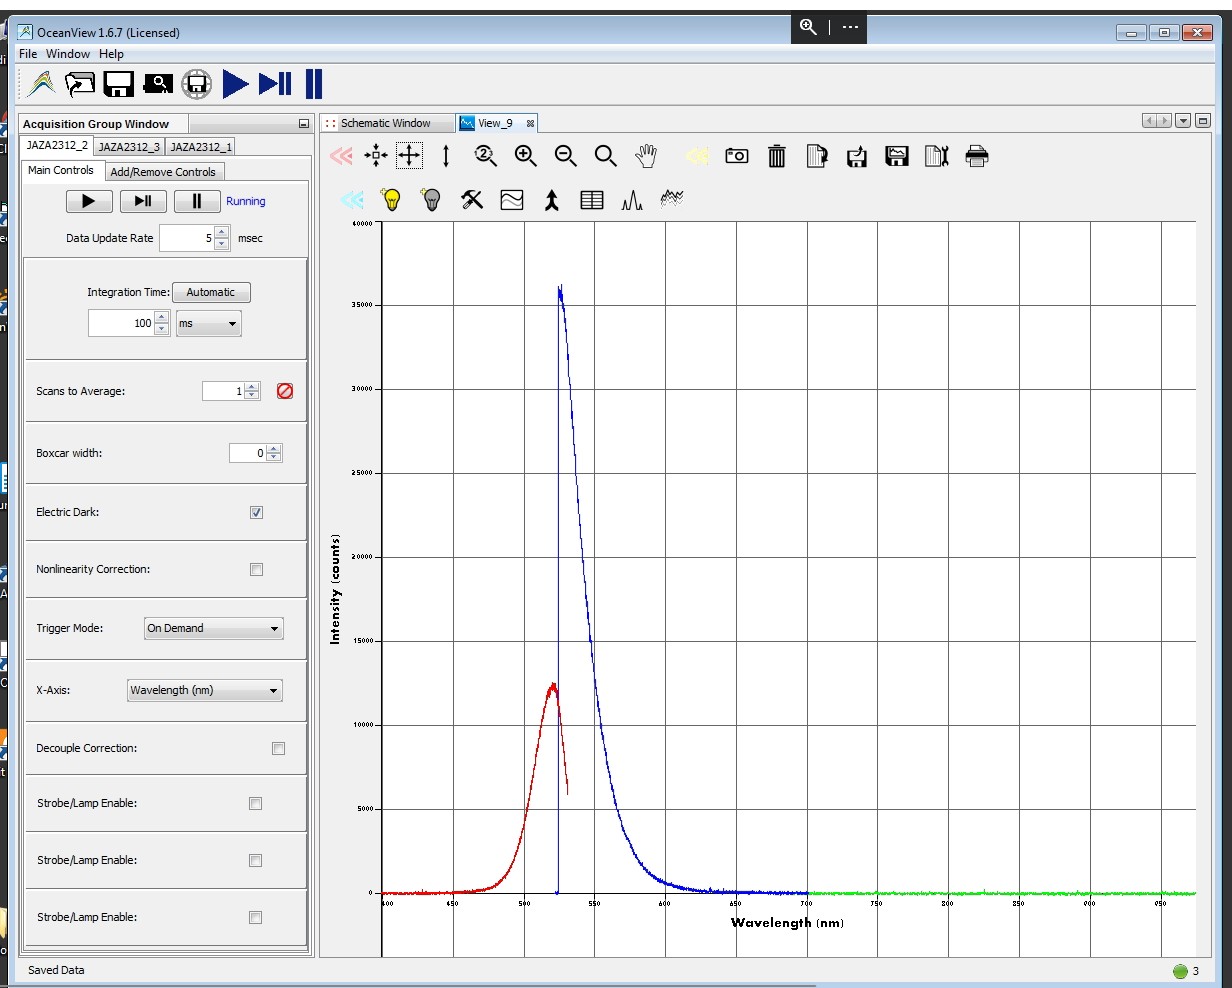 OceanView 1.6.7 (Licensed)
File Window Help
Acquisition Group Window
JAZA2312_2 JAZA2312_3 JAZA2312_1
Main Controls Add/Remove Controls
Running
Data Update Rate 5 msec
Integration Time: Automatic
100 ms
Scans to Average: 1
Boxcar width: 0
Electric Dark:
Nonlinearity Correction:
Trigger Mode: On Demand
X-Axis: Wavelength (nm)
Decouple Correction:
Strobe/Lamp Enable:
Strobe/Lamp Enable:
Strobe/Lamp Enable:
Schematic Window View_9
40000
35000
30000
25000
20000
15000
10000
5000
0
Intensity (counts)
400 450 500 550 600 650 700 750 800 850 900 950
Wavelength (nm)
Saved Data
3